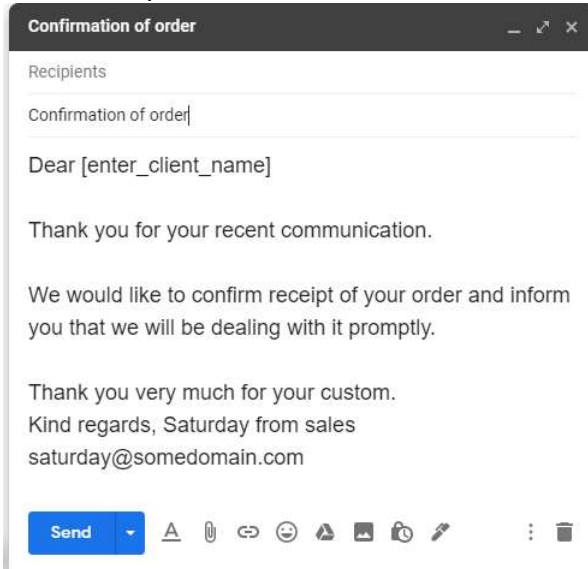 Confirmation of order
Recipients
Confirmation of order
Dear [enter_client_name]
Thank you for your recent communication.
We would like to confirm receipt of your order and inform
you that we will be dealing with it promptly.
Thank you very much for your custom.
Kind regards, Saturday from sales
saturday@somedomain.com
Send